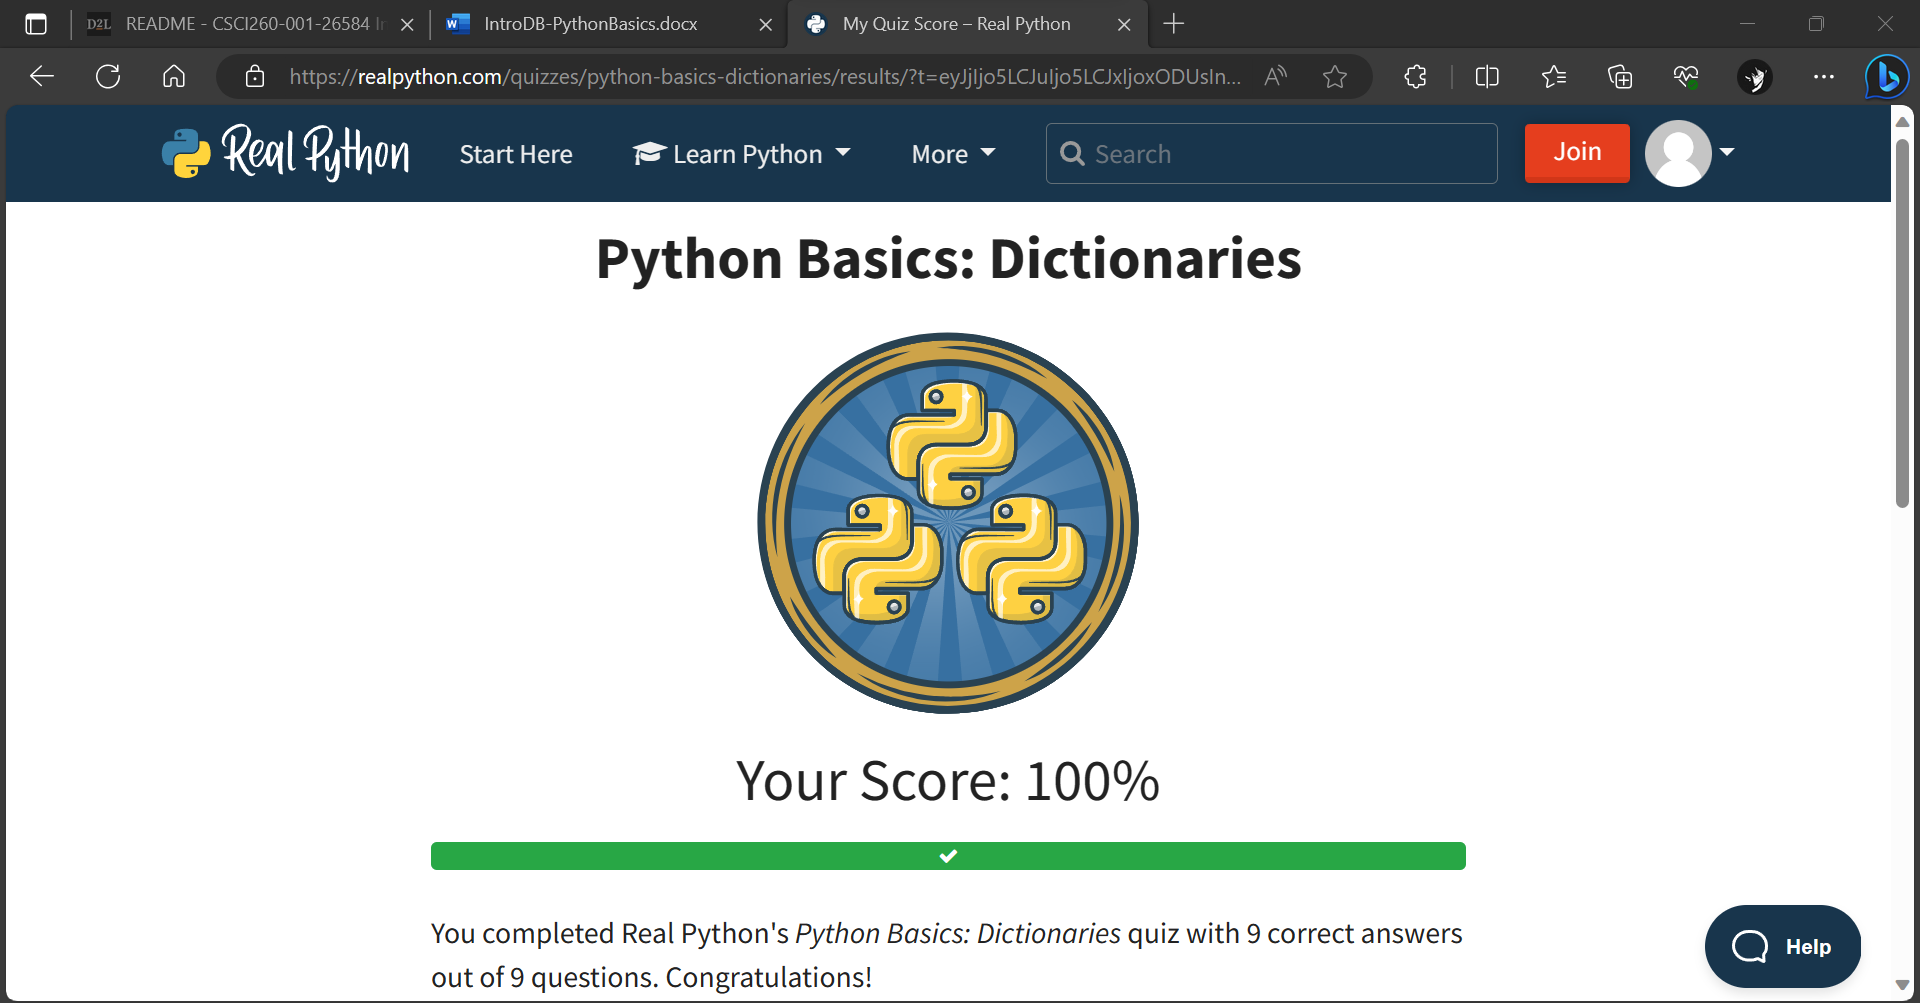 README - CSCI260-001-26584 In
IntroDB-PythonBasics.docx
My Quiz Score – Real Python
https://realpython.com/quizzes/python-basics-dictionaries/results/?t=eyJjIjo5LCJuIjo5LCJxIjoxODUsIn...
Real Python
Start Here
Learn Python
More
Search
Join
Python Basics: Dictionaries
Your Score: 100%
You completed Real Python's Python Basics: Dictionaries quiz with 9 correct answers
out of 9 questions. Congratulations!
Help